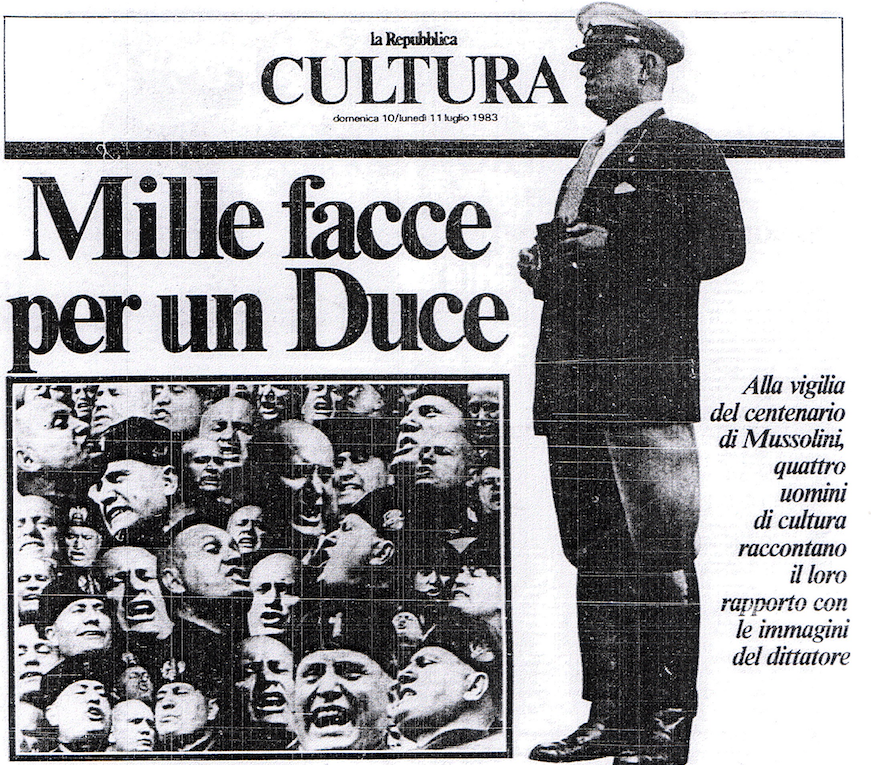 la Repubblica
CULTURA
domenica 10/lunedì 11 luglio 1983
Mille facce
per un Duce
Alla vigilia
del centenario
di Mussolini,
quattro
uomini
di cultura
raccontano
il loro
rapporto con
le immagini
del dittatore